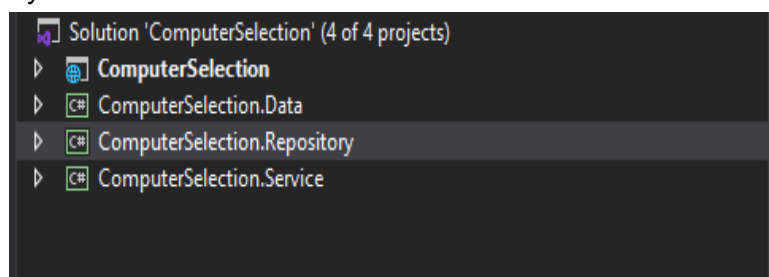 Solution 'ComputerSelection' (4 of 4 projects)
ComputerSelection
C# ComputerSelection.Data
C# ComputerSelection.Repository
C# ComputerSelection.Service